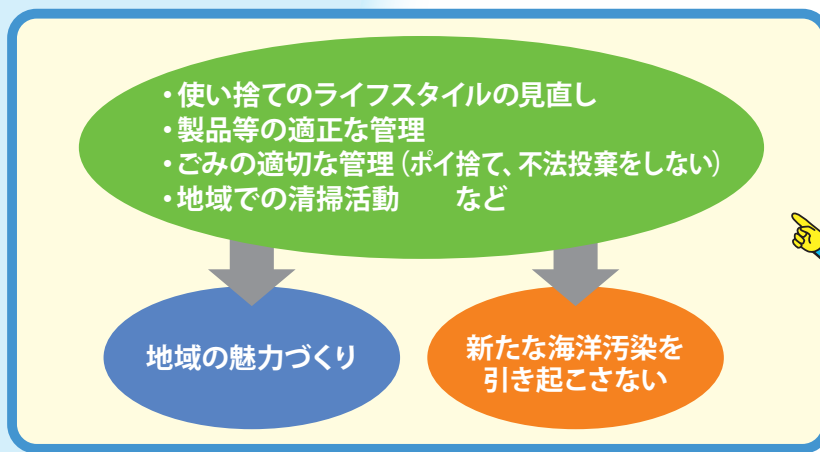 ・使い捨てのライフスタイルの見直し
・製品等の適正な管理
・ごみの適切な管理（ポイ捨て、不法投棄をしない）
・地域での清掃活動　　など
地域の魅力づくり
新たな海洋汚染を
引き起こさない